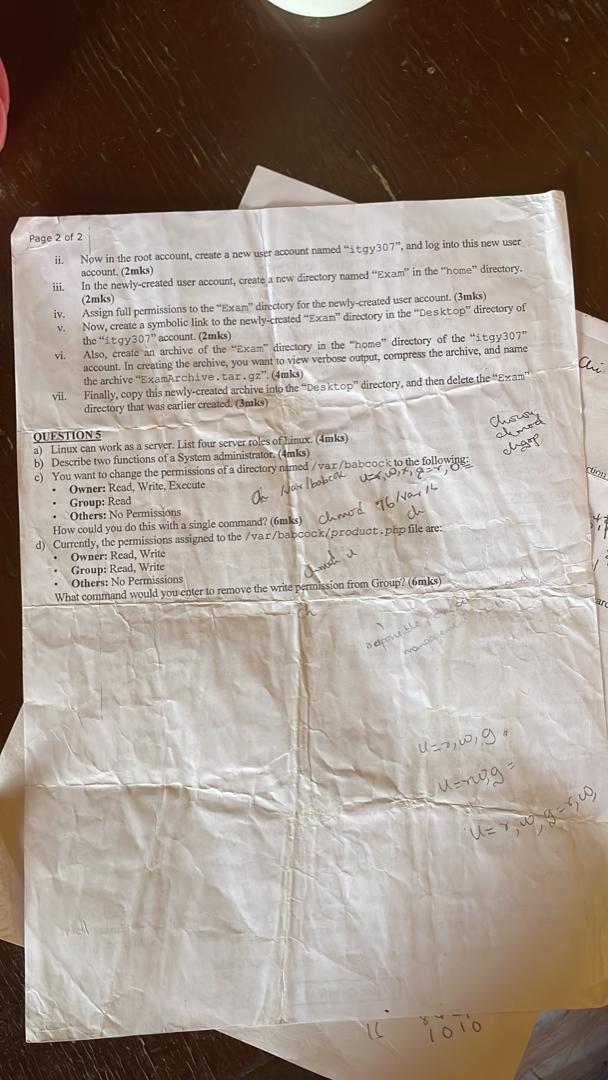 Page 2 of 2
ii. Now in the root account, create a new user account named "itgy307", and log into this new user
account. (2mks)
iii. In the newly-created user account, create a new directory named "Exam" in the "home" directory.
(2mks)
iv. Assign full permissions to the "Exam" directory for the newly-created user account. (3mks)
v. Now, create a symbolic link to the newly-created "Exam" directory in the "Desktop" directory of
the "itgy307" account. (2mks)
vi. Also, create an archive of the "Exam" directory in the "home" directory of the "itgy307"
account. In creating the archive, you want to view verbose output, compress the archive, and name
the archive "ExamArchive.tar.gz". (4mks)
vii. Finally, copy this newly-created archive into the "Desktop" directory, and then delete the "Exam"
directory that was earlier created. (3mks)
QUESTION 5
a) Linux can work as a server. List four server roles of Linux. (4mks)
b) Describe two functions of a System administrator. (4mks)
c) You want to change the permissions of a directory named /var/babcock to the following:
• Owner: Read, Write, Execute
• Group: Read
• Others: No Permissions
How could you do this with a single command? (6mks)
d) Currently, the permissions assigned to the /var/babcock/product.php file are:
• Owner: Read, Write
• Group: Read, Write
• Others: No Permissions
What command would you enter to remove the write permission from Group? (6mks)
chown
chmod
chgrp
/var/babcock
chmod
ch
chmod u
ch
u=r,w,g=
u=rw,g=
u=r,w,g=r,w,
1010